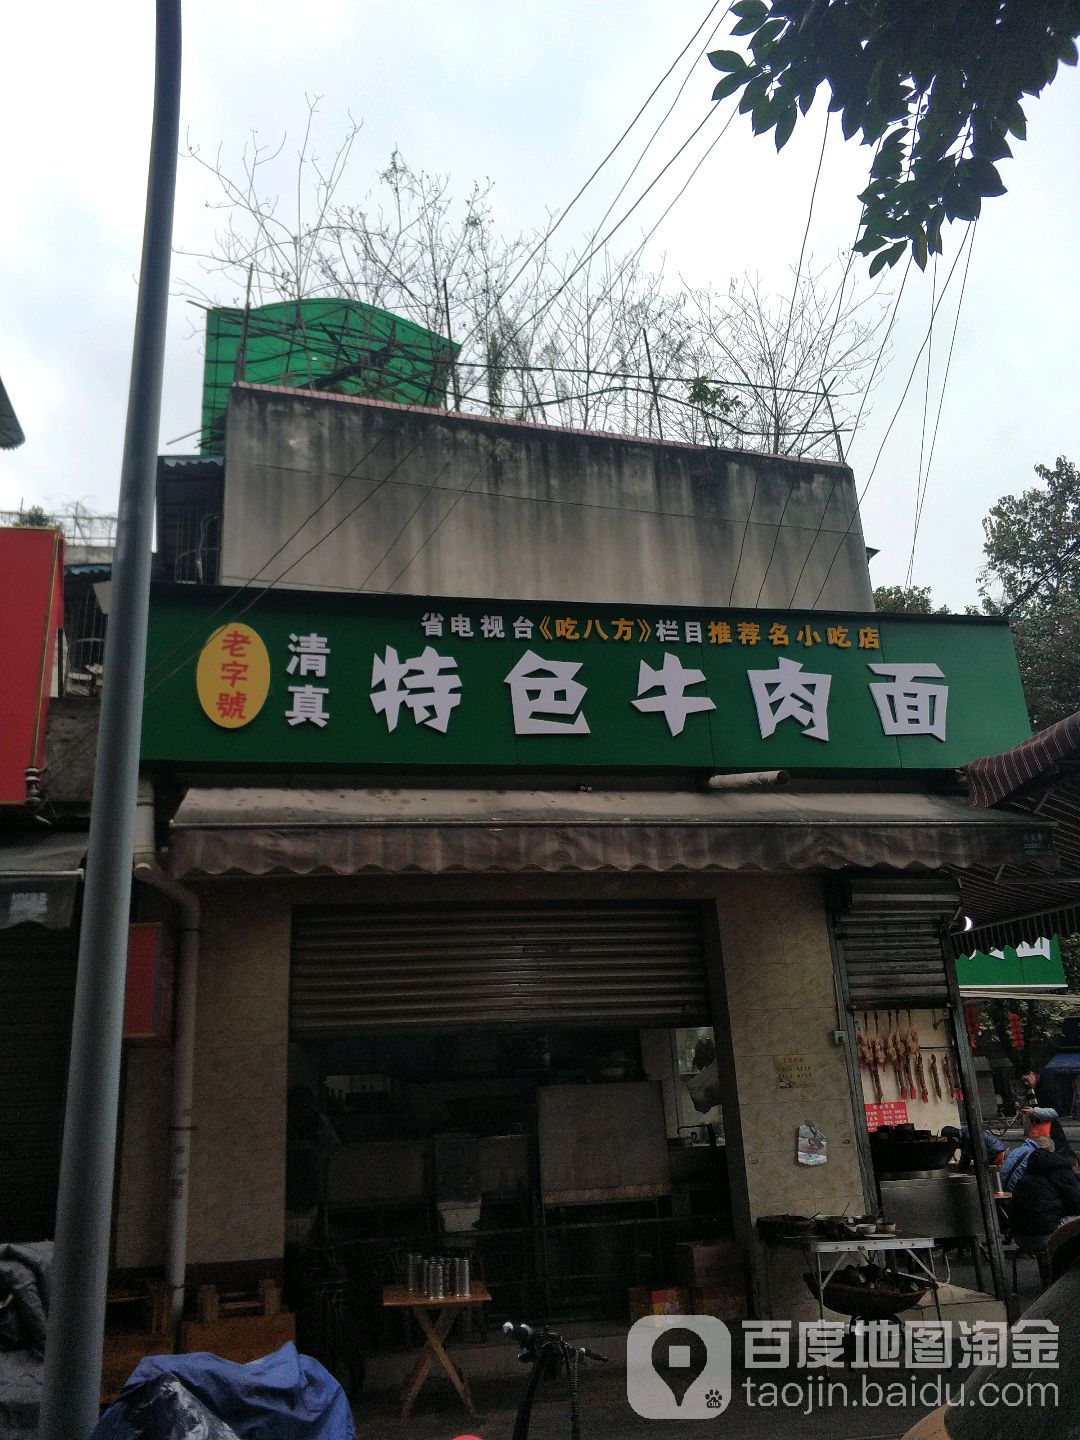 省电视台《吃八方》栏目推荐名小吃店
老字號
清真
特色牛肉面
面
百度地图淘金
taojin.baidu.com